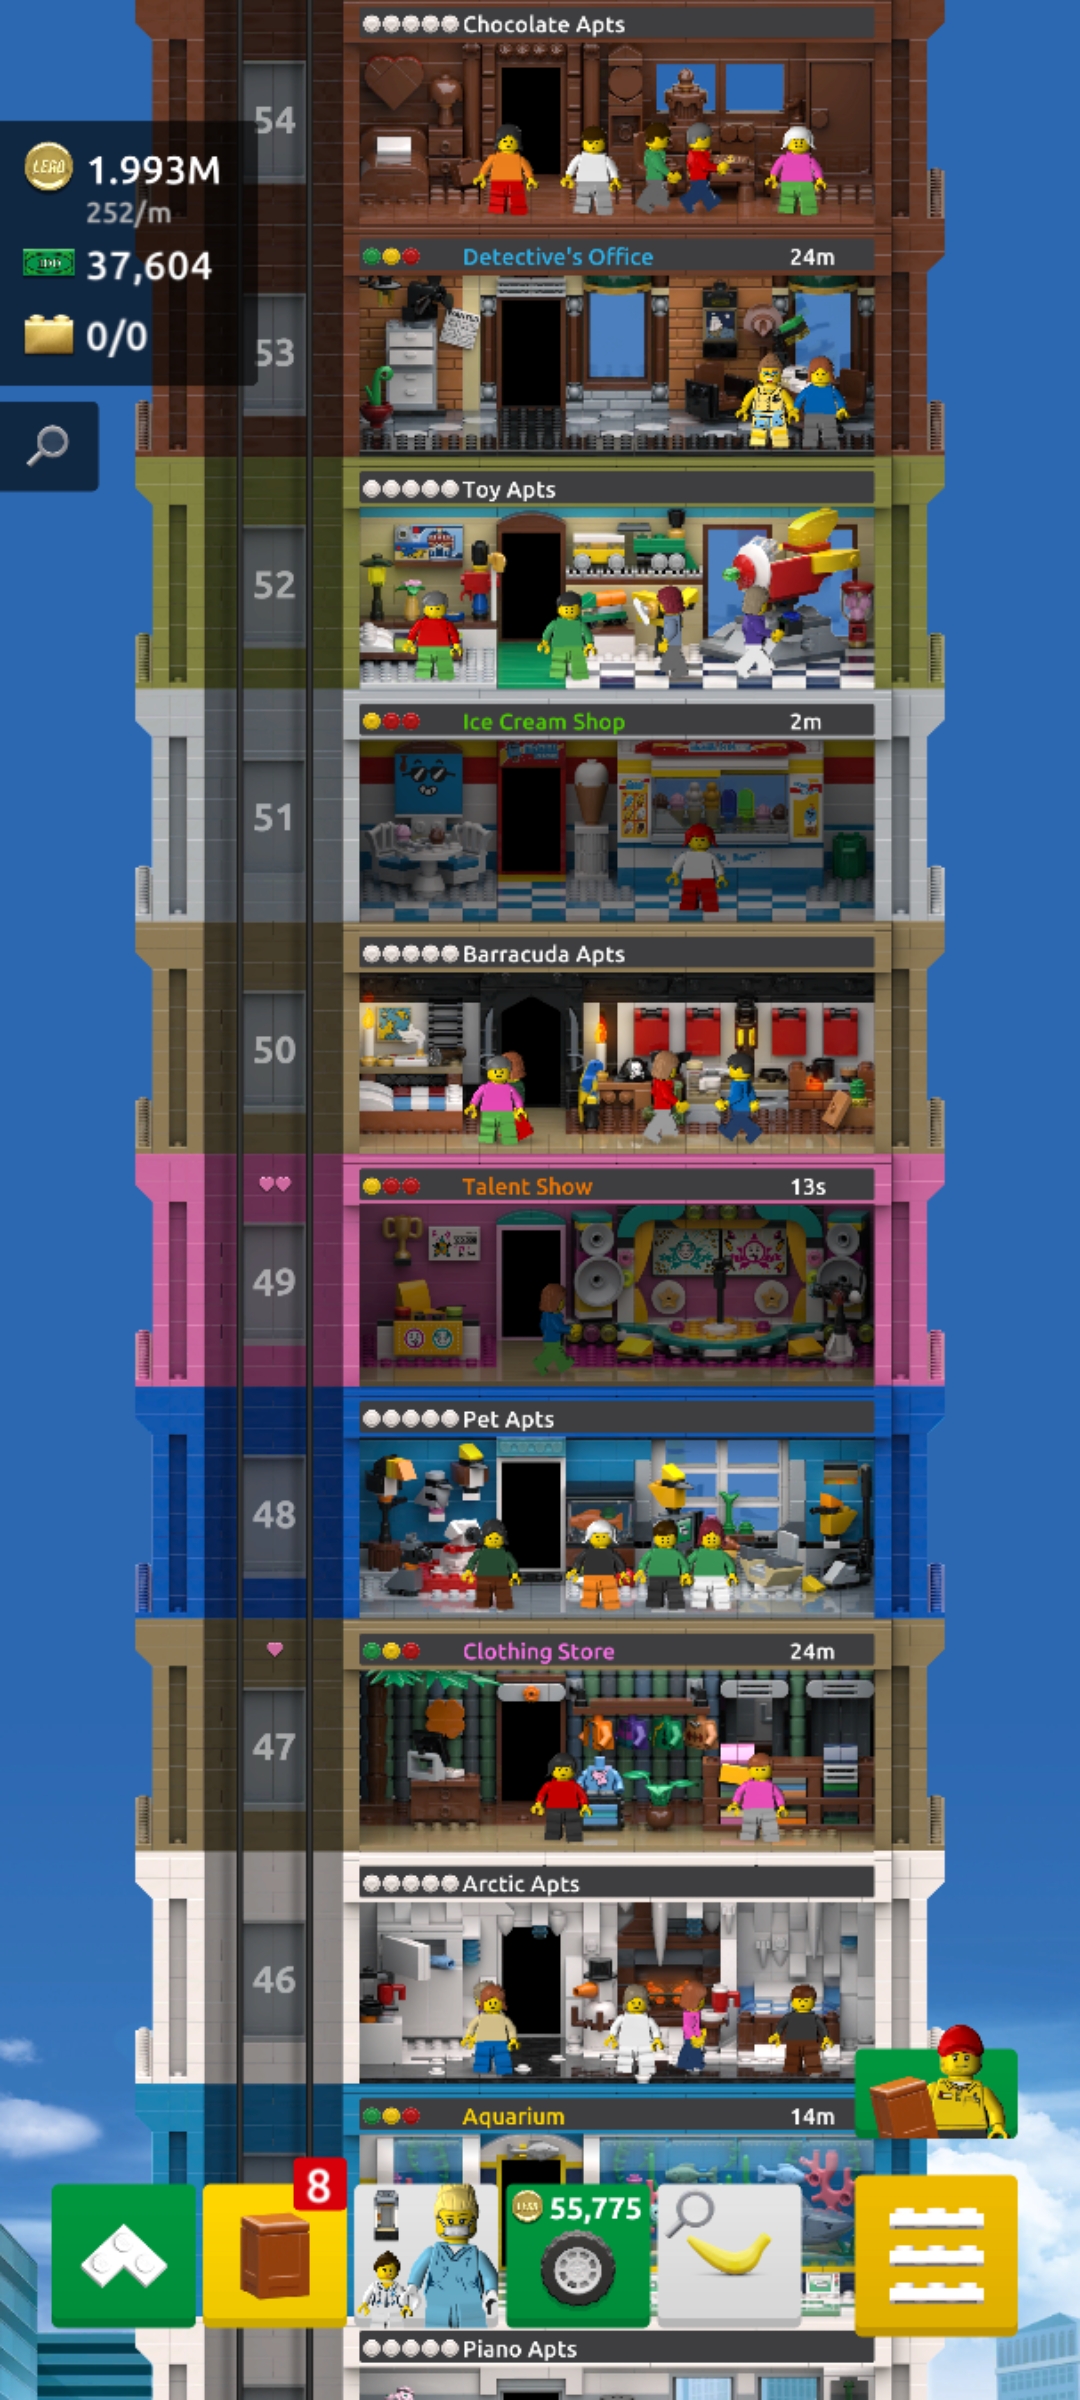 Chocolate Apts
54
LEGO 1.993M
252/m
37,604
0/0
Detective's Office 24m
WANTED
53
Toy Apts
52
Ice Cream Shop 2m
51
Barracuda Apts
50
Talent Show 13s
49
Pet Apts
48
Clothing Store 24m
47
Arctic Apts
46
Aquarium 14m
8
55,775
Piano Apts